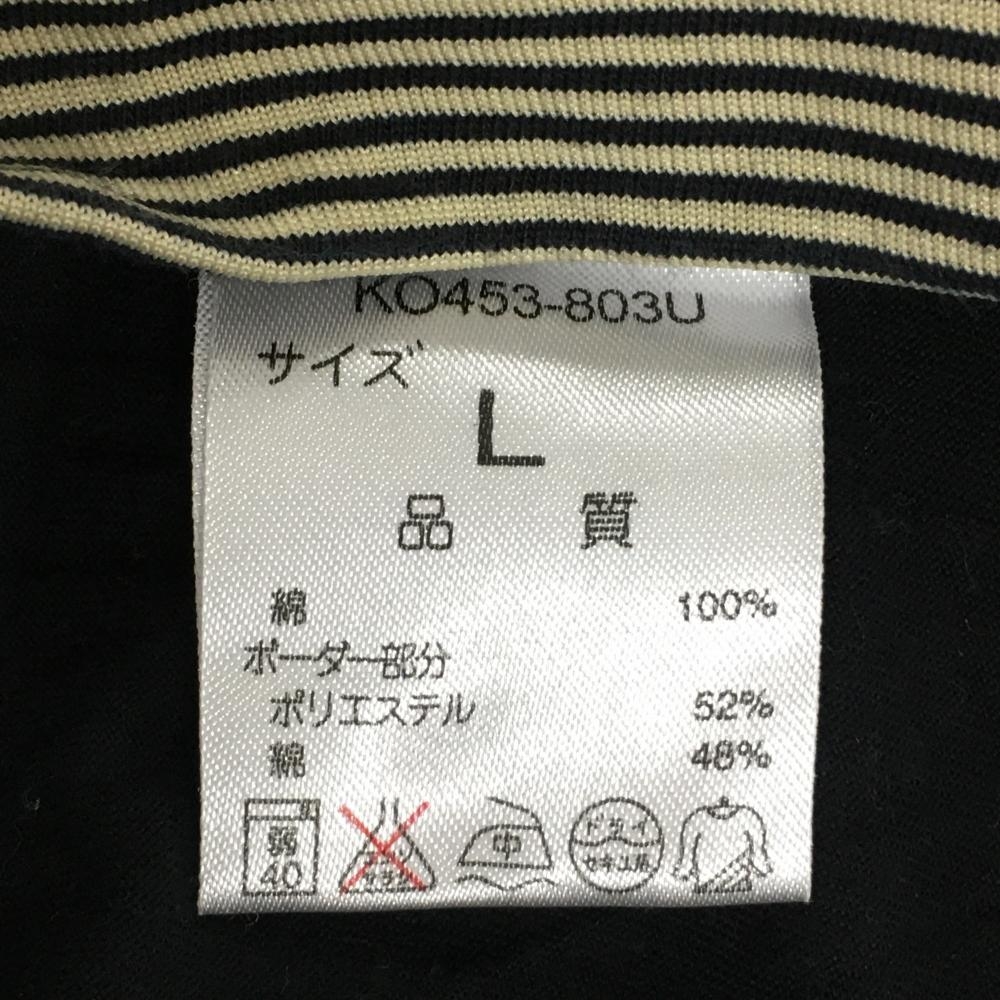 KO453-803U
サイズ
L
品 質
綿 100%
ボーダー部分
ポリエステル 52%
綿 48%
弱
40
中
ドライ
セキユ系